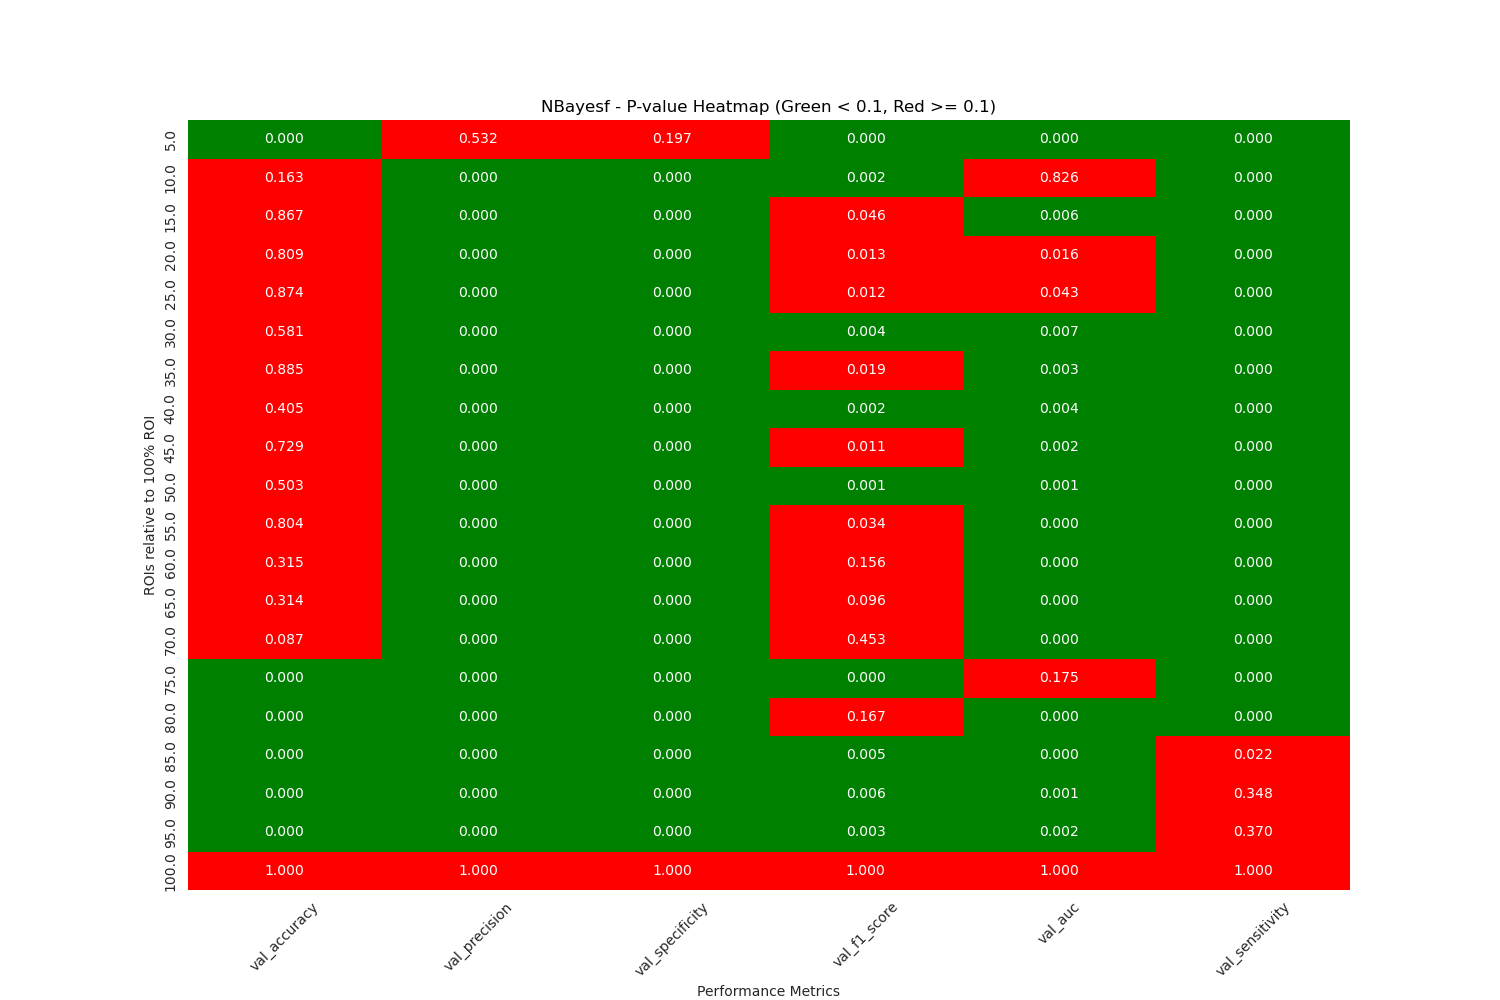 NBayesf - P-value Heatmap (Green < 0.1, Red >= 0.1)
5.0 0.000 0.532 0.197 0.000 0.000 0.000
10.0 0.163 0.000 0.000 0.002 0.826 0.000
15.0 0.867 0.000 0.000 0.046 0.006 0.000
20.0 0.809 0.000 0.000 0.013 0.016 0.000
25.0 0.874 0.000 0.000 0.012 0.043 0.000
30.0 0.581 0.000 0.000 0.004 0.007 0.000
35.0 0.885 0.000 0.000 0.019 0.003 0.000
40.0 0.405 0.000 0.000 0.002 0.004 0.000
45.0 0.729 0.000 0.000 0.011 0.002 0.000
50.0 0.503 0.000 0.000 0.001 0.001 0.000
55.0 0.804 0.000 0.000 0.034 0.000 0.000
60.0 0.315 0.000 0.000 0.156 0.000 0.000
65.0 0.314 0.000 0.000 0.096 0.000 0.000
70.0 0.087 0.000 0.000 0.453 0.000 0.000
75.0 0.000 0.000 0.000 0.000 0.175 0.000
80.0 0.000 0.000 0.000 0.167 0.000 0.000
85.0 0.000 0.000 0.000 0.005 0.000 0.022
90.0 0.000 0.000 0.000 0.006 0.001 0.348
95.0 0.000 0.000 0.000 0.003 0.002 0.370
100.0 1.000 1.000 1.000 1.000 1.000 1.000
ROIs relative to 100% ROI
val_accuracy val_precision val_specificity val_f1_score val_auc val_sensitivity
Performance Metrics